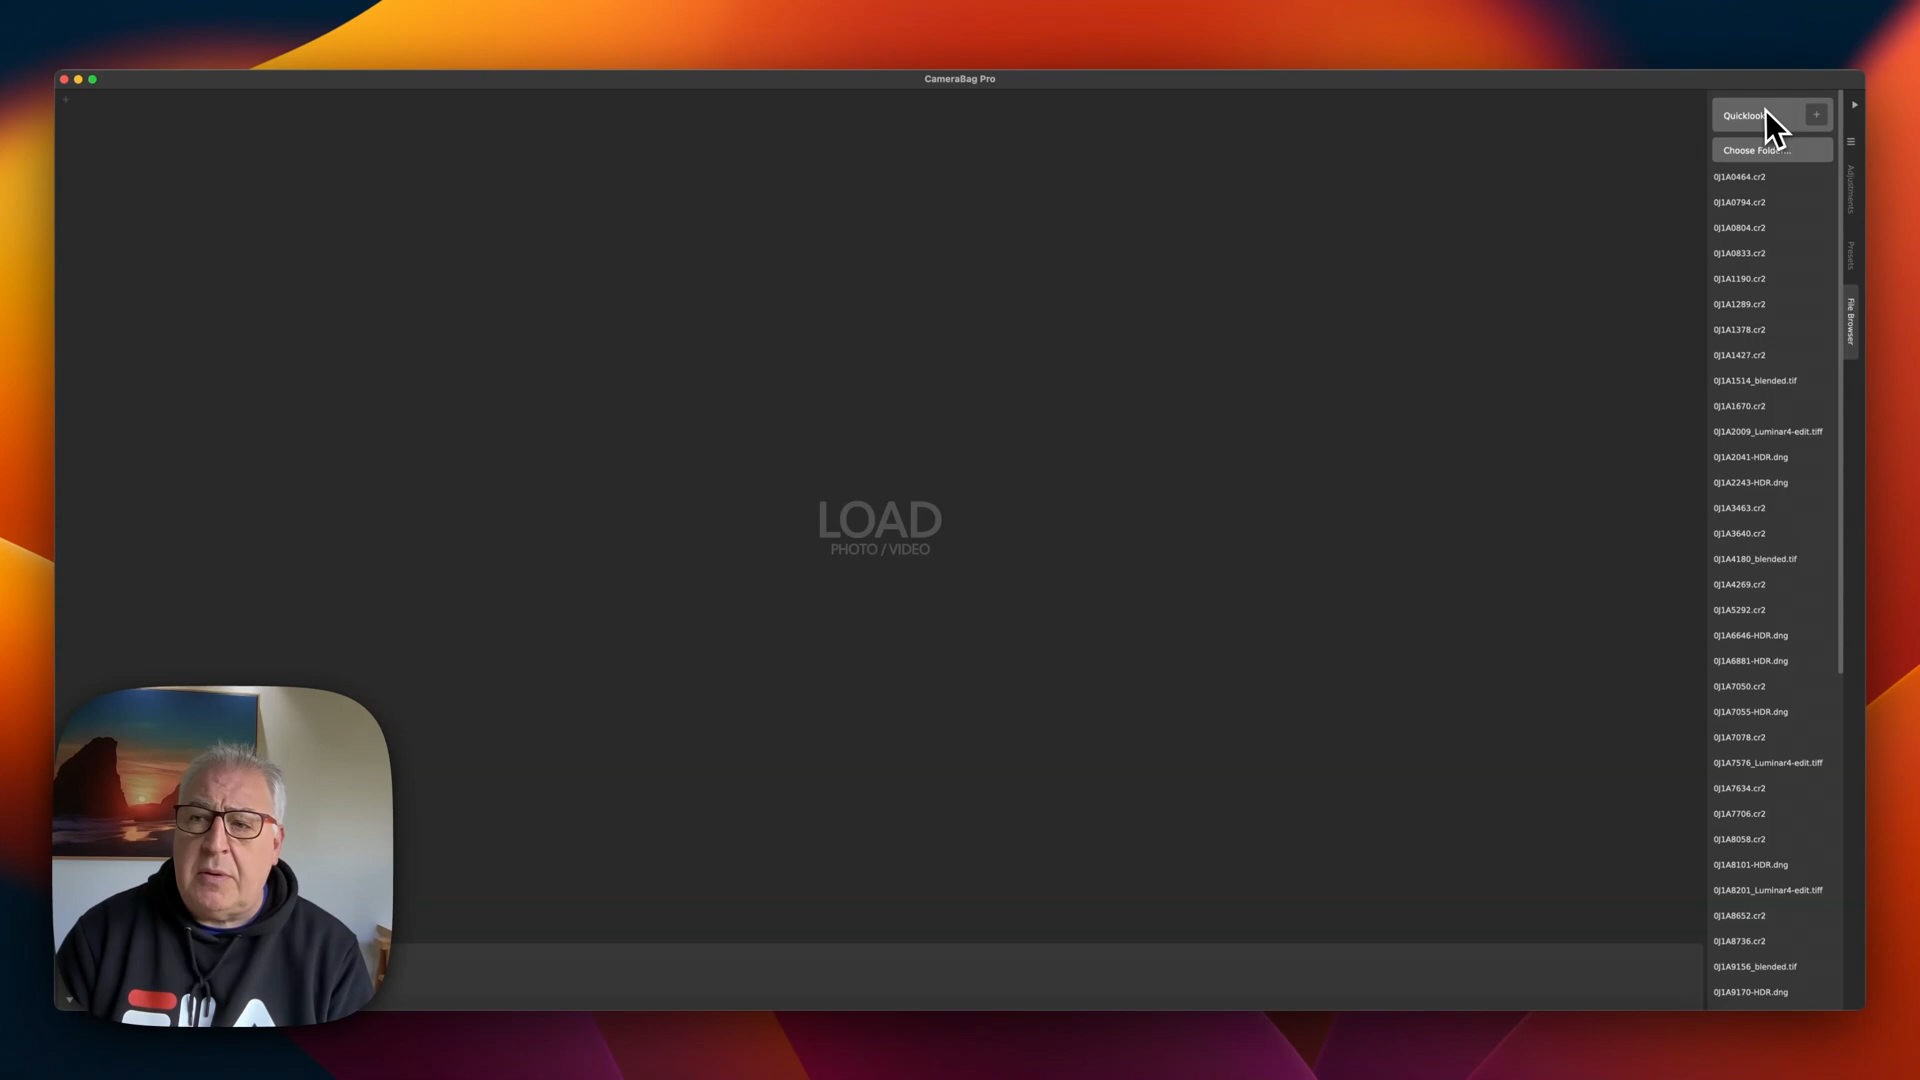 CameraBag Pro
Quicklook
+
Choose
0J1A0464.cr2
0J1A0794.cr2
0J1A0804.cr2
0J1A0833.cr2
0J1A1190.cr2
0J1A1289.cr2
0J1A1378.cr2
0J1A1427.cr2
0J1A1514_blended.tif
0J1A1670.cr2
0J1A2009_Luminar4-edit.tiff
0J1A2041-HDR.dng
0J1A2243-HDR.dng
0J1A3463.cr2
0J1A3640.cr2
0J1A4180_blended.tif
0J1A4269.cr2
0J1A5292.cr2
0J1A6646-HDR.dng
0J1A6881-HDR.dng
0J1A7050.cr2
0J1A7055-HDR.dng
0J1A7078.cr2
0J1A7576_Luminar4-edit.tiff
0J1A7634.cr2
0J1A7706.cr2
0J1A8058.cr2
0J1A8101-HDR.dng
0J1A8201_Luminar4-edit.tiff
0J1A8652.cr2
0J1A8736.cr2
0J1A9156_blended.tif
0J1A9170-HDR.dng
Adjustments
Presets
File Browser
LOAD
PHOTO / VIDEO